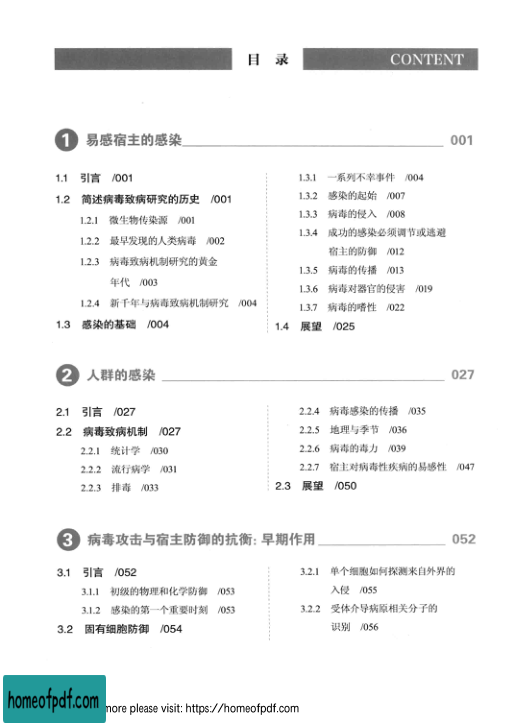 目 录 CONTENT
1 易感宿主的感染 001
1.1 引言 /001
1.2 简述病毒致病研究的历史 /001
1.2.1 微生物传染源 /001
1.2.2 最早发现的人类病毒 /002
1.2.3 病毒致病机制研究的黄金
年代 /003
1.2.4 新千年与病毒致病机制研究 /004
1.3 感染的基础 /004
1.3.1 一系列不幸事件 /004
1.3.2 感染的起始 /007
1.3.3 病毒的侵入 /008
1.3.4 成功的感染必须调节或逃避
宿主的防御 /012
1.3.5 病毒的传播 /013
1.3.6 病毒对器官的侵害 /019
1.3.7 病毒的嗜性 /022
1.4 展望 /025
2 人群的感染 027
2.1 引言 /027
2.2 病毒致病机制 /027
2.2.1 统计学 /030
2.2.2 流行病学 /031
2.2.3 排毒 /033
2.2.4 病毒感染的传播 /035
2.2.5 地理与季节 /036
2.2.6 病毒的毒力 /039
2.2.7 宿主对病毒性疾病的易感性 /047
2.3 展望 /050
3 病毒攻击与宿主防御的抗衡：早期作用 052
3.1 引言 /052
3.1.1 初级的物理和化学防御 /053
3.1.2 感染的第一个重要时刻 /053
3.2 固有细胞防御 /054
3.2.1 单个细胞如何探测来自外界的
入侵 /055
3.2.2 受体介导病原相关分子的
识别 /056
homeofpdf.com
more please visit: https://homeofpdf.com